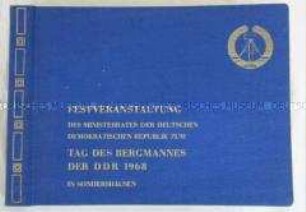 FESTVERANSTALTUNG
DES MINISTERRATES DER DEUTSCHEN
DEMOKRATISCHEN REPUBLIK ZUM
TAG DES BERGMANNES
DER DDR 1968
IN SONDERSHAUSEN